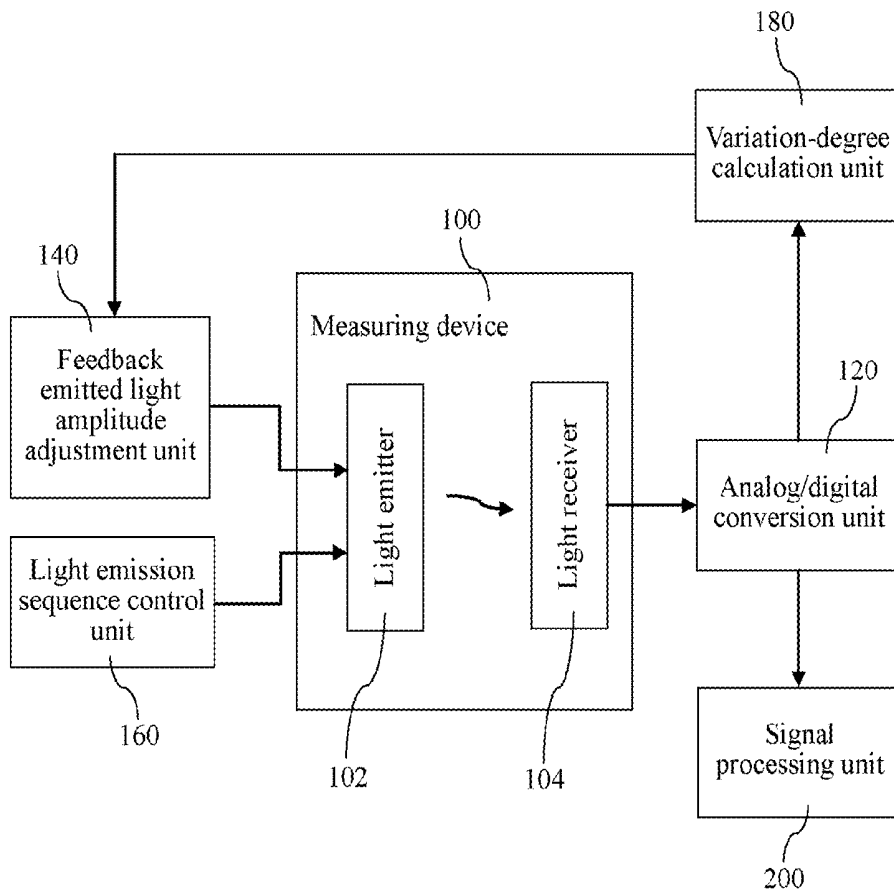 180
Variation-degree
calculation unit
100
140
Measuring device
Feedback
emitted light
amplitude
adjustment unit
120
Light emitter
Light receiver
Analog/digital
conversion unit
Light emission
sequence control
unit
160
102
104
Signal
processing unit
200